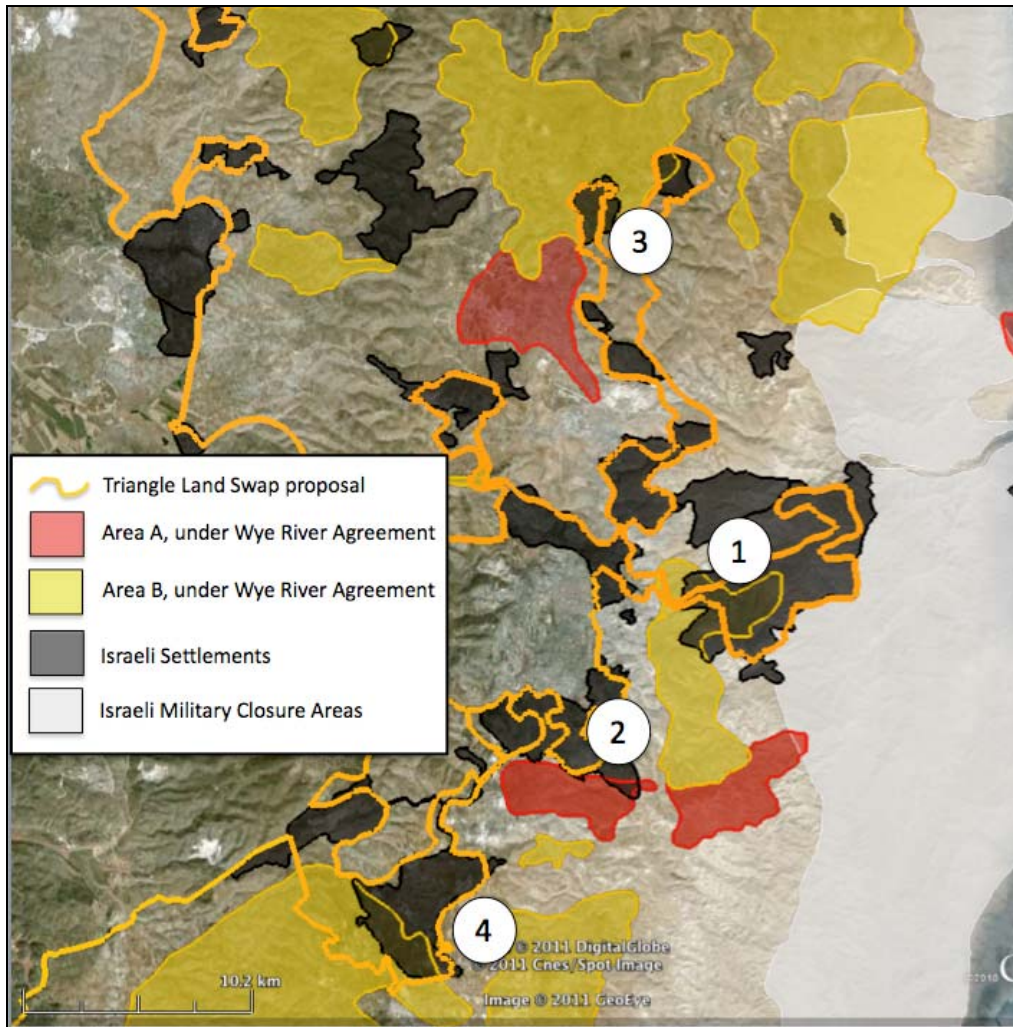 3
Triangle Land Swap proposal
Area A, under Wye River Agreement
Area B, under Wye River Agreement
Israeli Settlements
Israeli Military Closure Areas
1
2
4
© 2011 DigitalGlobe
© 2011 Cnes/Spot Image
Image © 2011 GeoEye
10.2 km
©2010